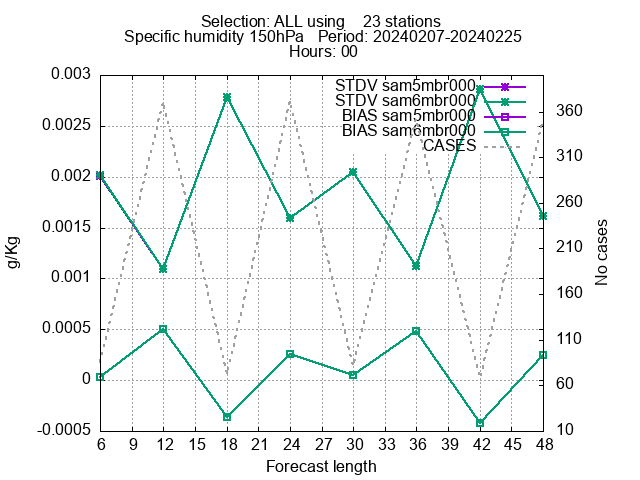 Selection: ALL using    23 stations
Specific humidity 150hPa   Period: 20240207-20240225
Hours: 00
STDV sam5mbr000
STDV sam6mbr000
BIAS sam5mbr000
BIAS sam6mbr000
CASES
0.003
0.0025
0.002
0.0015
0.001
0.0005
0
-0.0005
g/Kg
360
310
260
210
160
110
60
10
No cases
6 9 12 15 18 21 24 27 30 33 36 39 42 45 48
Forecast length